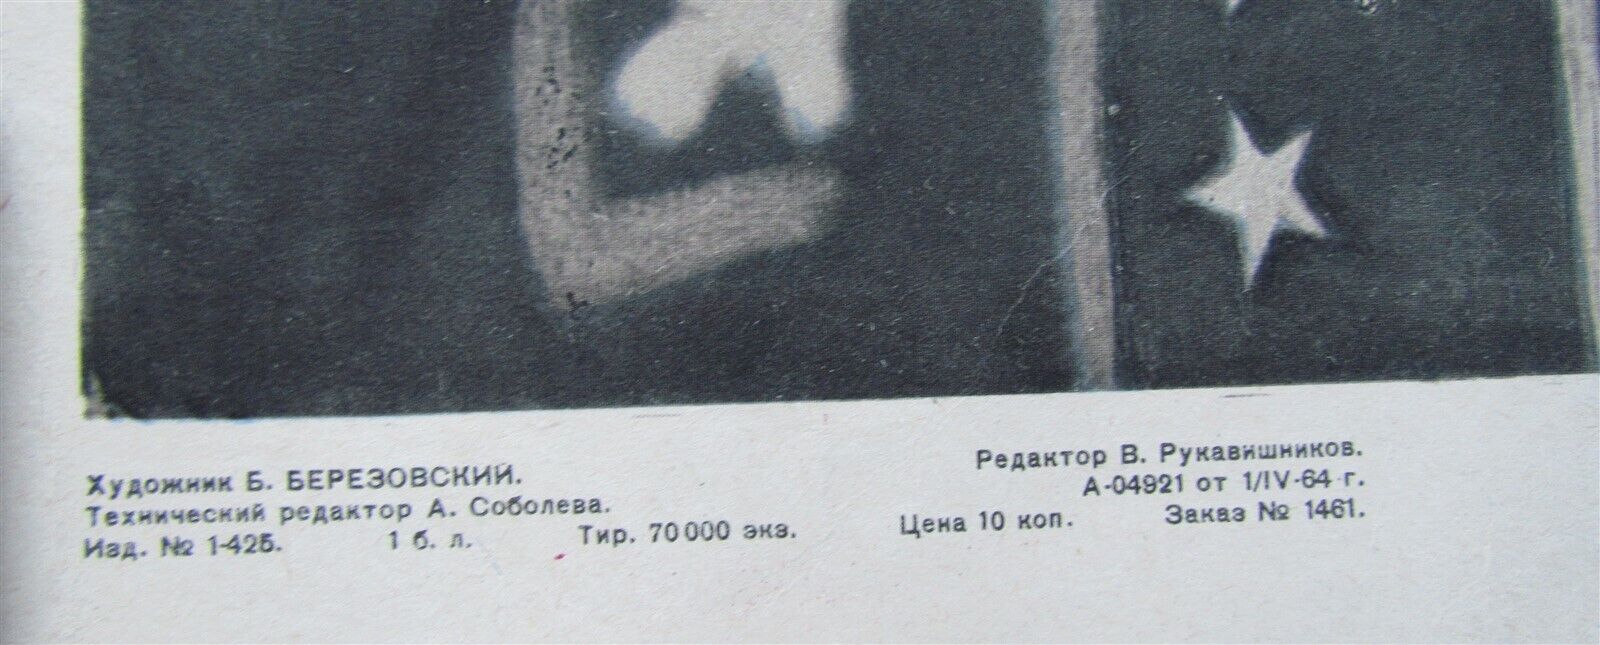 Художник Б. БЕРЕЗОВСКИЙ.
Технический редактор А. Соболева.
Изд. № 1-425. 1 б. л. Тир. 70 000 экз. Цена 10 коп. Заказ № 1461.
Редактор В. Рукавишников.
А-04921 от 1/IV-64 г.